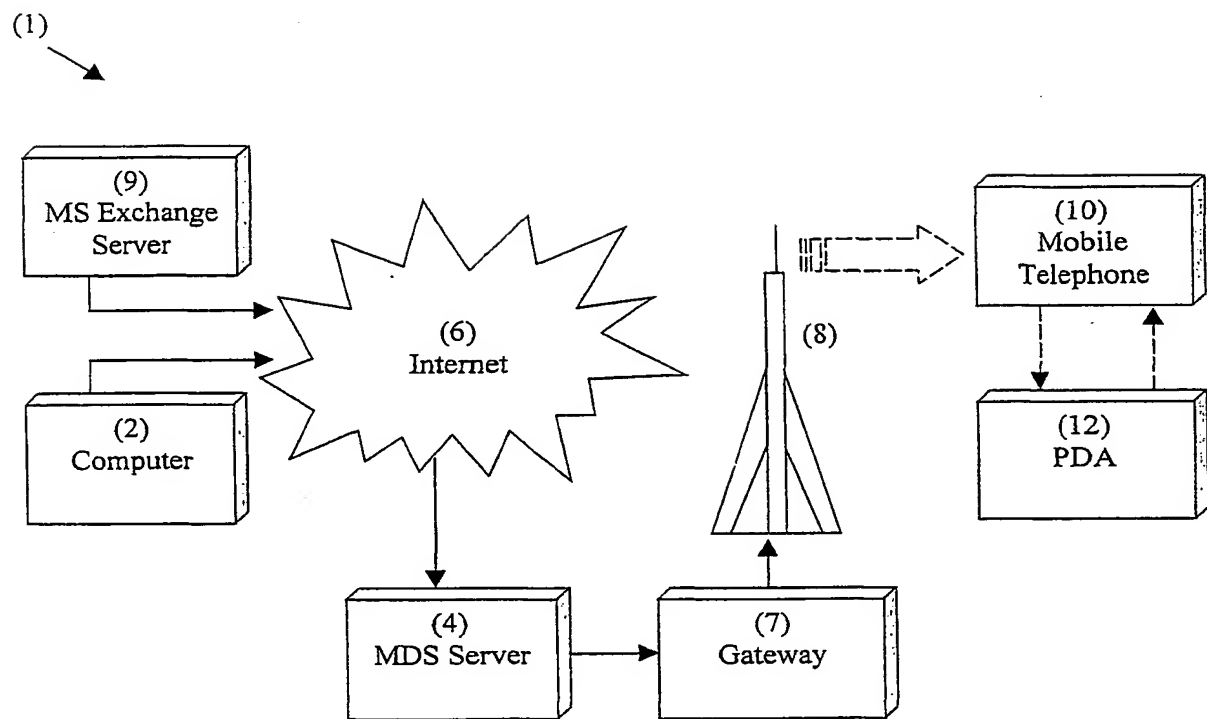 (1)
(9)
MS Exchange
Server
(6)
Internet
(2)
Computer
(8)
(10)
Mobile
Telephone
(12)
PDA
(4)
MDS Server
(7)
Gateway